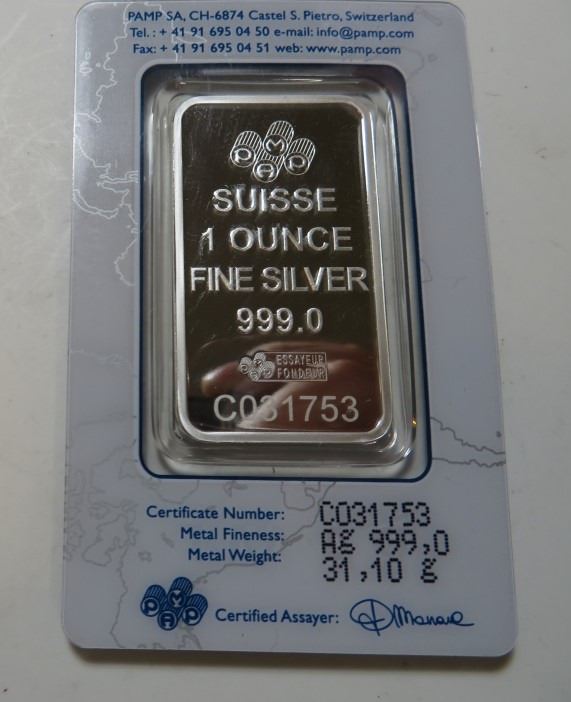 PAMP SA, CH-6874 Castel S. Pietro, Switzerland
Tel.: + 41 91 695 04 50 e-mail: info@pamp.com
Fax: + 41 91 695 04 51 web: www.pamp.com
PAMP
SUISSE
1 OUNCE
FINE SILVER
999.0
ESSAYEUR
FONDEUR
C031753
Certificate Number: C031753
Metal Fineness: Ag 999,0
Metal Weight: 31,10 g
PAMP
Certified Assayer: